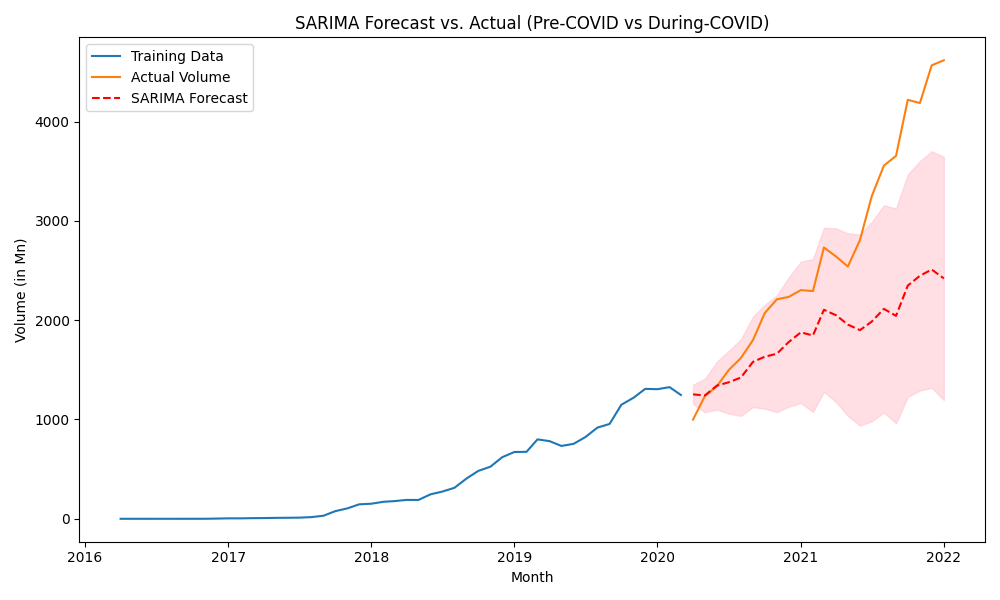 SARIMA Forecast vs. Actual (Pre-COVID vs During-COVID)
Training Data
Actual Volume
SARIMA Forecast
Volume (in Mn)
4000
3000
2000
1000
0
2016 2017 2018 2019 2020 2021 2022
Month